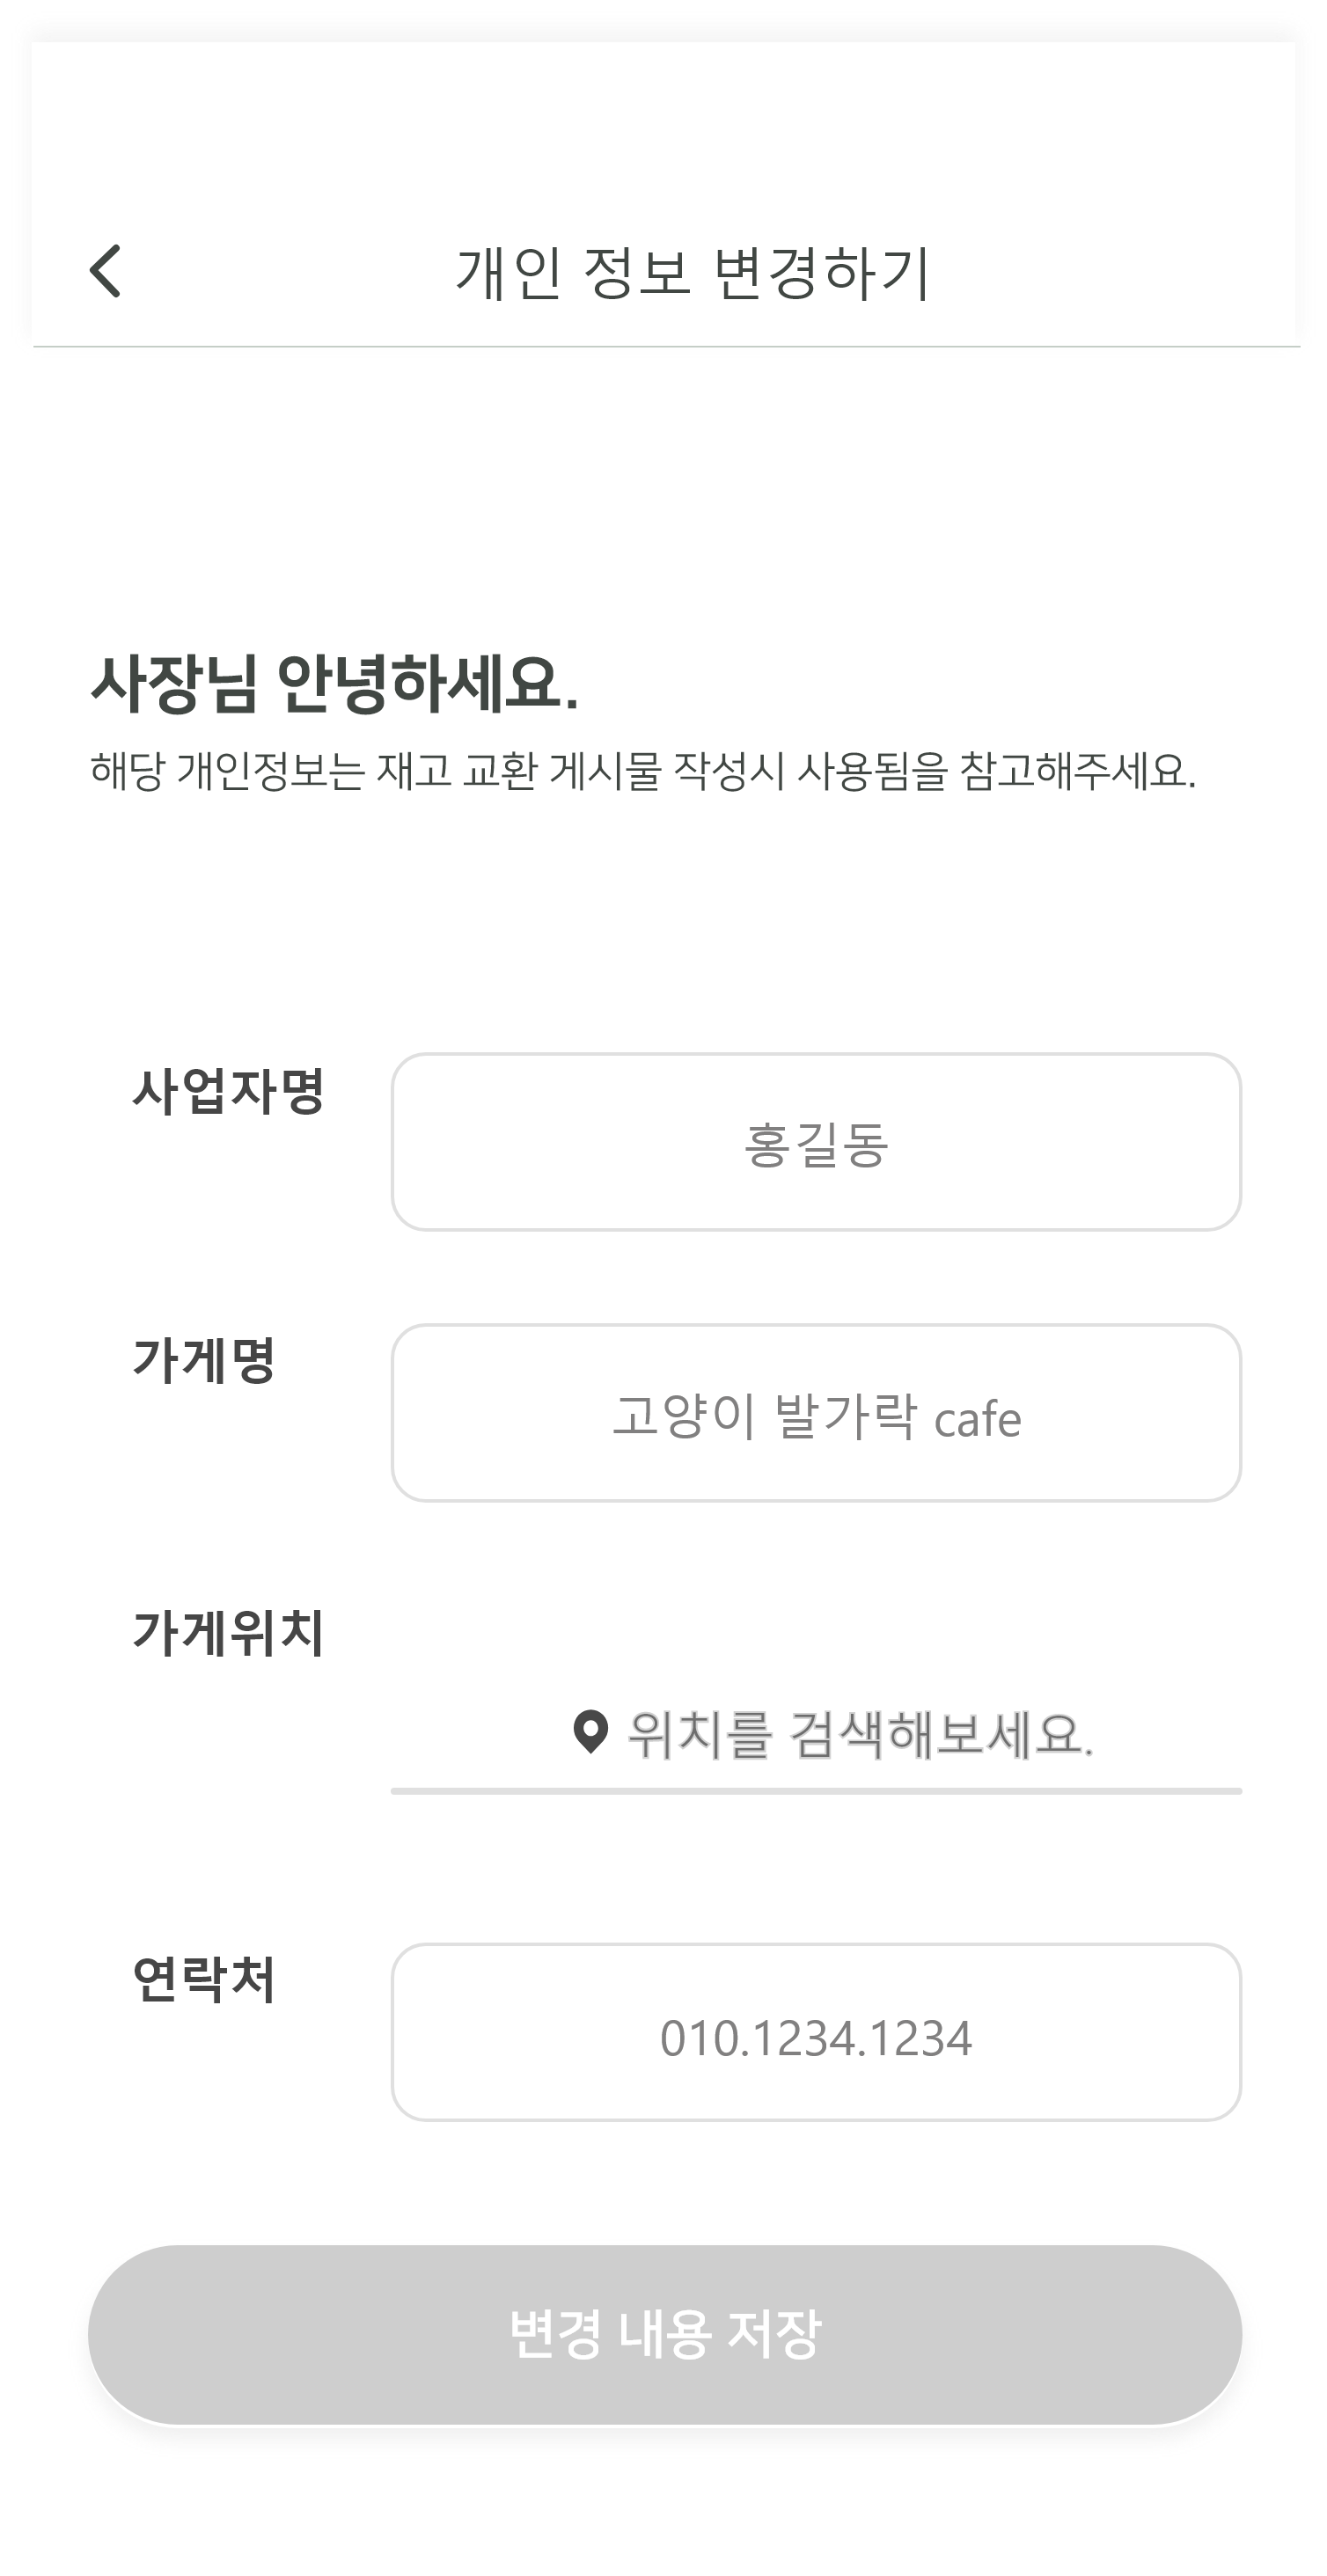 개인 정보 변경하기
사장님 안녕하세요.
해당 개인정보는 재고 교환 게시물 작성시 사용됨을 참고해주세요.
사업자명
홍길동
가게명
고양이 발가락 cafe
가게위치
위치를 검색해보세요.
연락처
010.1234.1234
변경 내용 저장